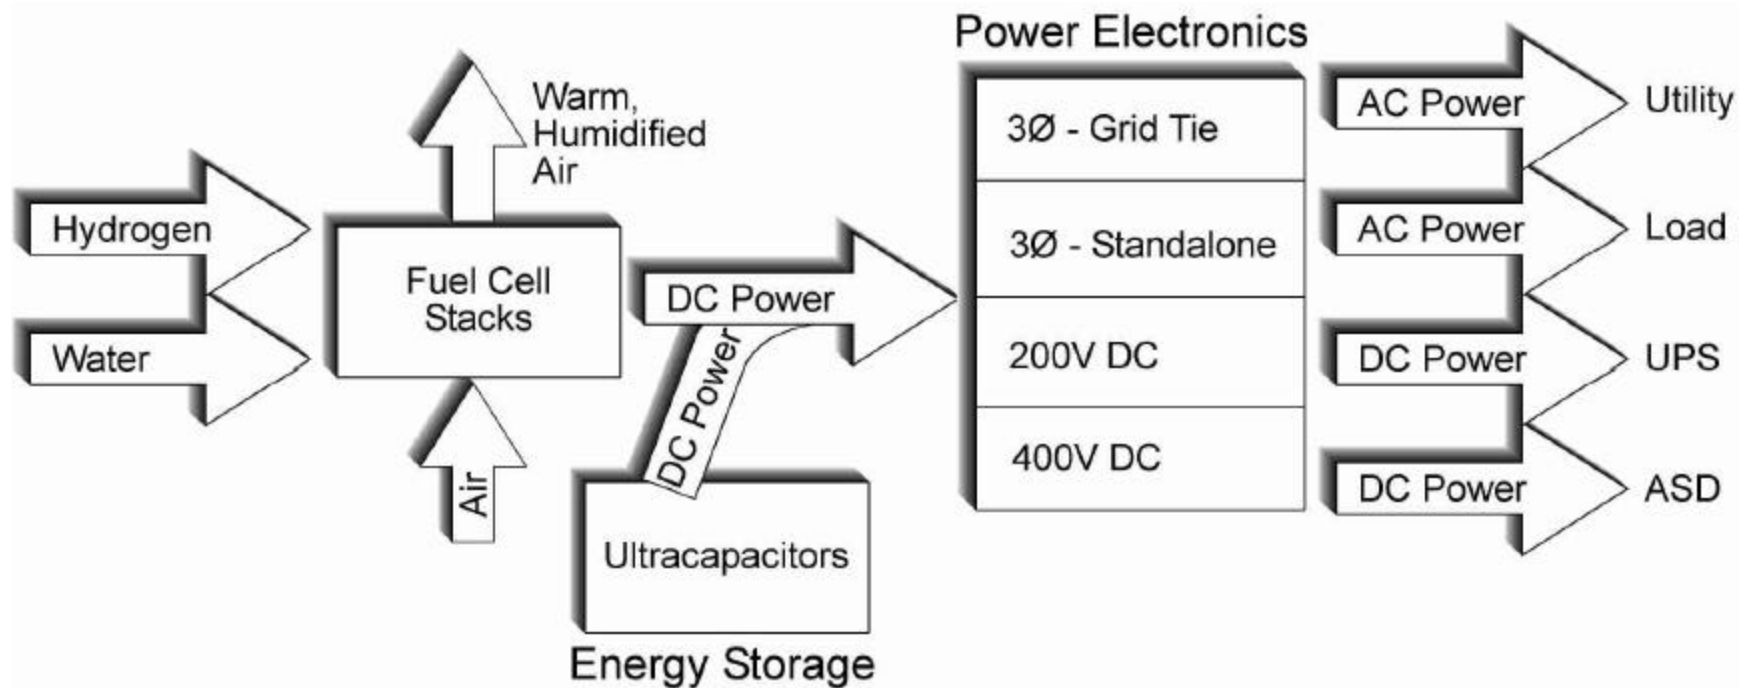 Power Electronics
Warm,
Humidified
Air
Hydrogen
Water
Fuel Cell
Stacks
Air
DC Power
DC Power
Ultracapacitors
Energy Storage
3Ø - Grid Tie
3Ø - Standalone
200V DC
400V DC
AC Power
Utility
AC Power
Load
DC Power
UPS
DC Power
ASD